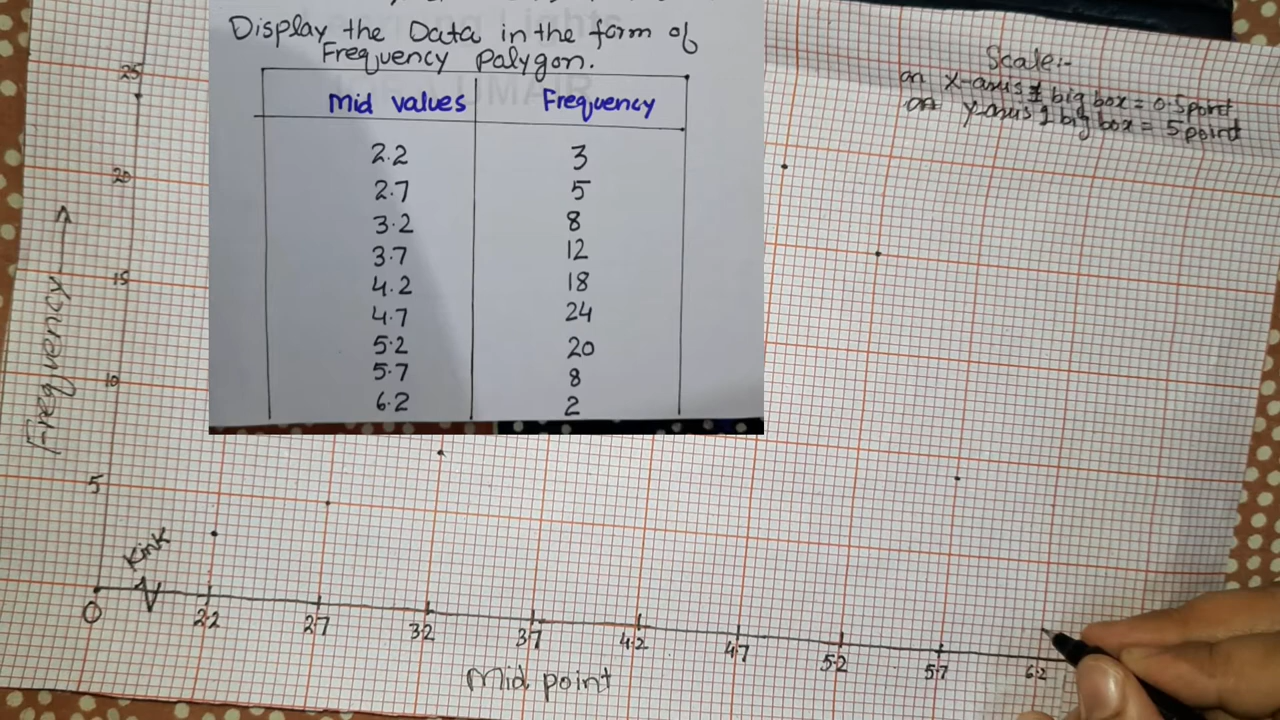 Display the Data in the form of
Frequency Polygon.
Mid values Frequency
2.2 3
2.7 5
3.2 8
3.7 12
4.2 18
4.7 24
5.2 20
5.7 8
6.2 2
Scale:-
on x-axis 1 big box = 0.5 point
on y-axis 1 big box = 5 point
25
20
15
10
5
Frequency
Kink
0 2.2 2.7 3.2 3.7 4.2 4.7 5.2 5.7 6.2
Mid point